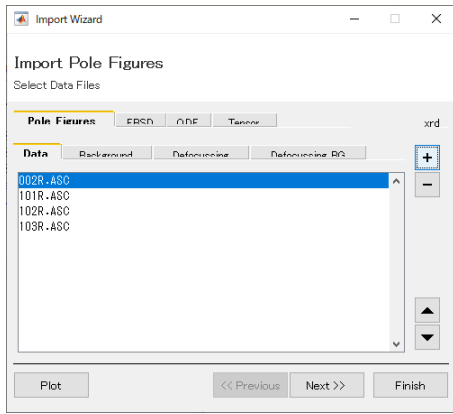 Import Wizard
Import Pole Figures
Select Data Files
Pole Figures EBSD ODF Tensor
xrd
Data Background Defocussing Defocussing BG
+
002R.ASC
−
101R.ASC
102R.ASC
103R.ASC
Plot << Previous Next >> Finish